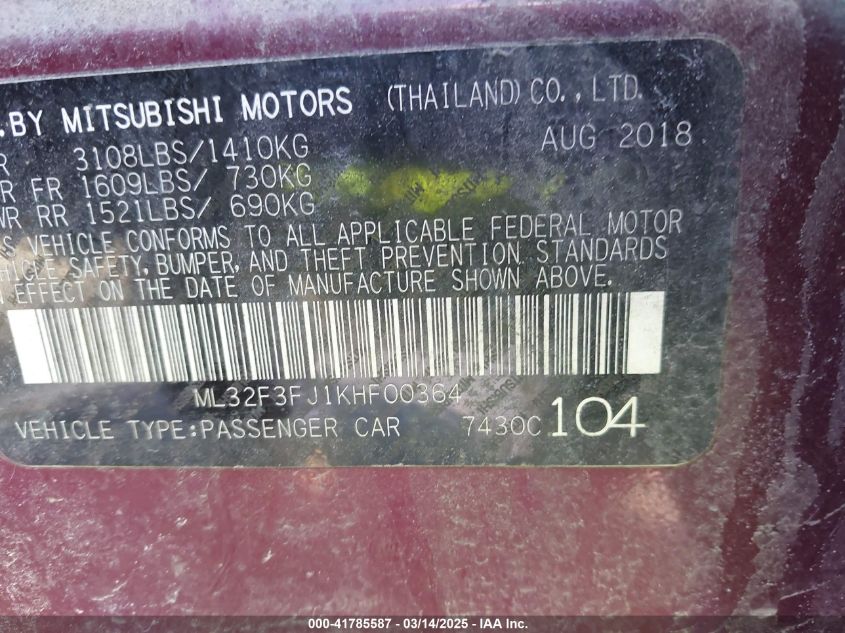 .BY MITSUBISHI MOTORS (THAILAND) CO., LTD.
R 3108LBS/1410KG AUG 2018
R FR 1609LBS/ 730KG
WR RR 1521LBS/ 690KG
S VEHICLE CONFORMS TO ALL APPLICABLE FEDERAL MOTOR
HICLE SAFETY, BUMPER, AND THEFT PREVENTION STANDARDS
N EFFECT ON THE DATE OF MANUFACTURE SHOWN ABOVE.
ML32F3FJ1KHF00364
VEHICLE TYPE:PASSENGER CAR 7430C 104
000-41785587 - 03/14/2025 - IAA Inc.